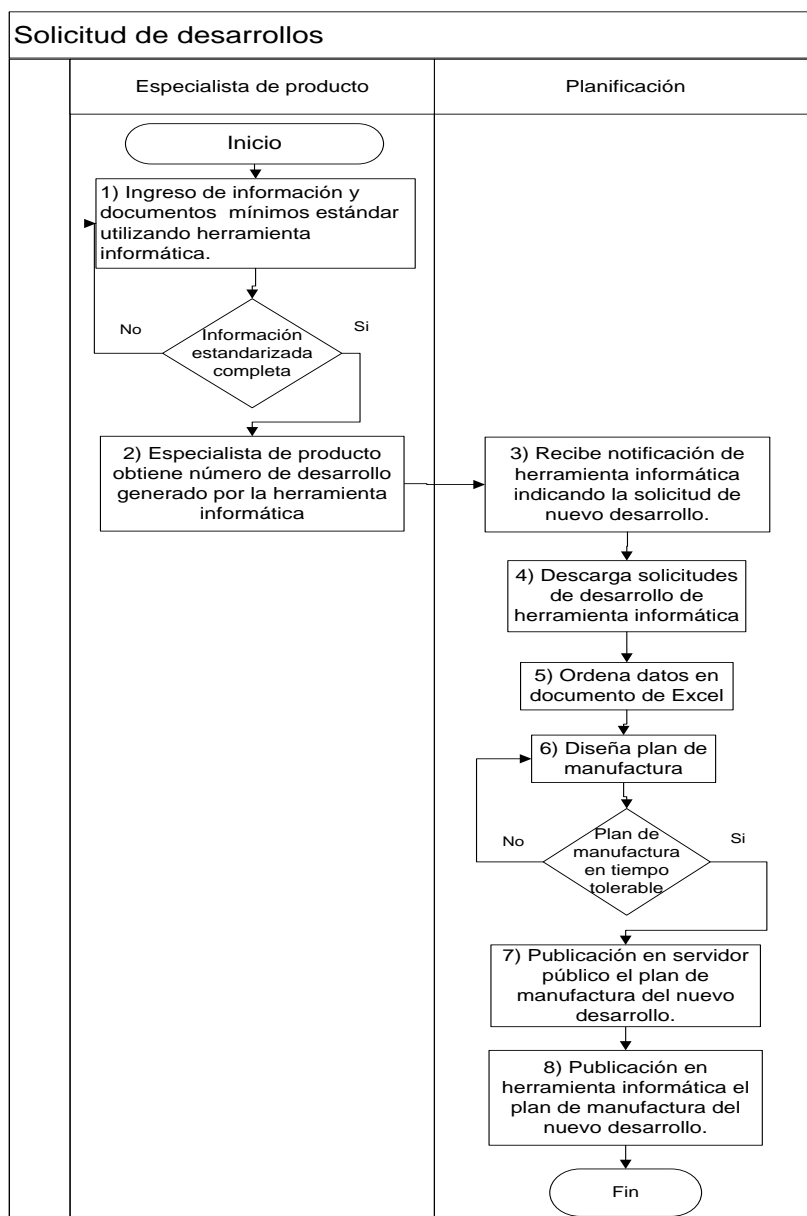 Solicitud de desarrollos
Especialista de producto
Planificación
Inicio
1) Ingreso de información y
documentos mínimos estándar
utilizando herramienta
informática.
No
Si
Información
estandarizada
completa
2) Especialista de producto
obtiene número de desarrollo
generado por la herramienta
informática
3) Recibe notificación de
herramienta informática
indicando la solicitud de
nuevo desarrollo.
4) Descarga solicitudes
de desarrollo de
herramienta informática
5) Ordena datos en
documento de Excel
6) Diseña plan de
manufactura
No
Si
Plan de
manufactura
en tiempo
tolerable
7) Publicación en servidor
público el plan de
manufactura del nuevo
desarrollo.
8) Publicación en
herramienta informática el
plan de manufactura del
nuevo desarrollo.
Fin